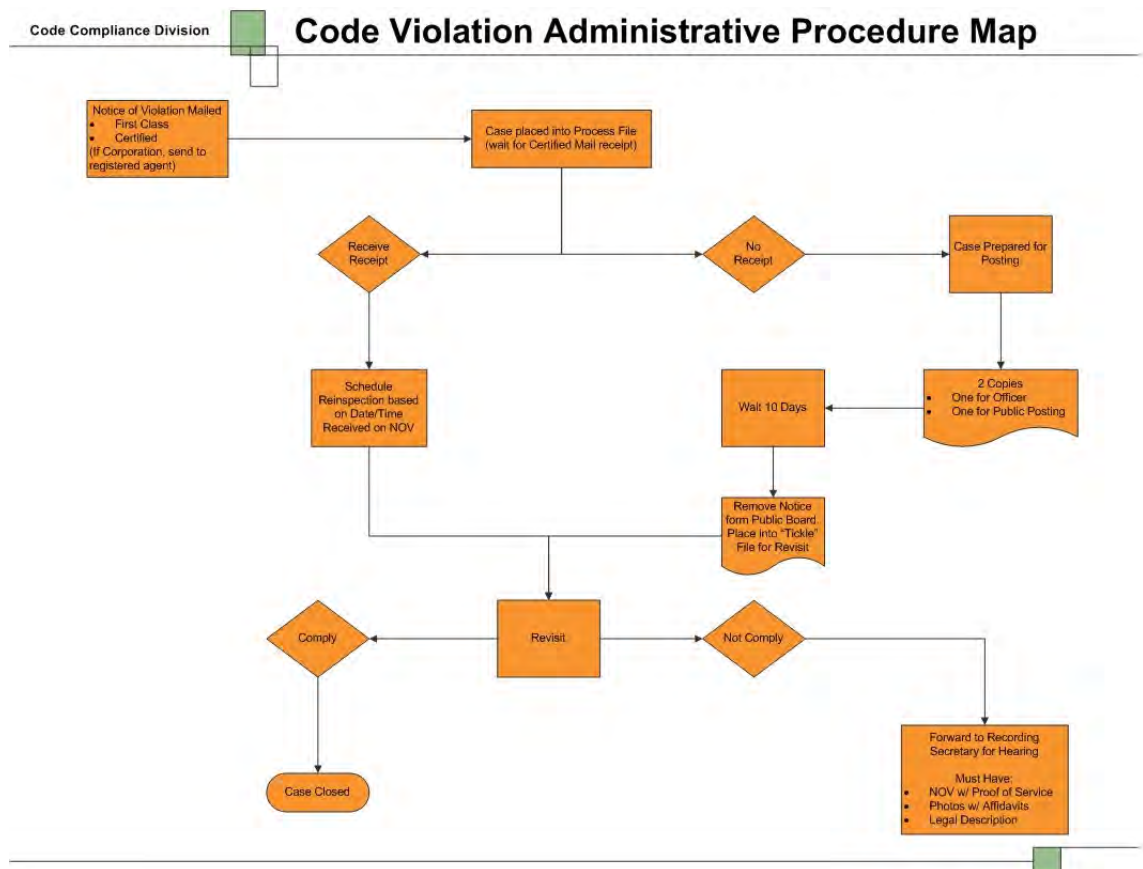 Code Compliance Division
Code Violation Administrative Procedure Map
Notice of Violation Mailed
• First Class
• Certified
(If Corporation, send to
registered agent)
Case placed into Process File
(wait for Certified Mail receipt)
Receive
Receipt
No
Receipt
Case Prepared for
Posting
Schedule
Reinspection based
on Date/Time
Received on NOV
Wait 10 Days
2 Copies
• One for Officer
• One for Public Posting
Remove Notice
form Public Board.
Place into “Tickle”
File for Revisit
Comply
Revisit
Not Comply
Case Closed
Forward to Recording
Secretary for Hearing
Must Have:
• NOV w/ Proof of Service
• Photos w/ Affidavits
• Legal Description